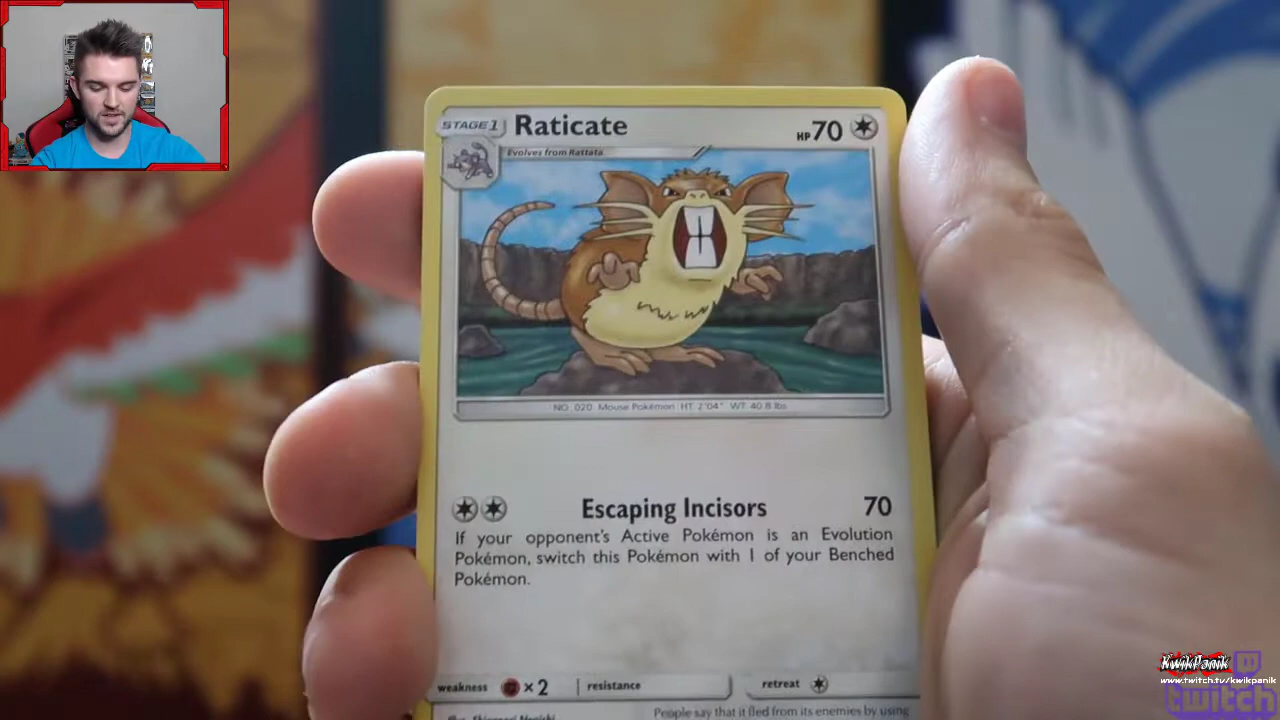 STAGE 1 Raticate HP 70
Evolves from Rattata
NO. 020 Mouse Pokémon HT 2'04" WT 40.8 lbs
Escaping Incisors 70
If your opponent's Active Pokémon is an Evolution
Pokémon, switch this Pokémon with 1 of your Benched
Pokémon.
weakness ×2 resistance retreat
People say that it fled from its enemies by using
KwikPanik
www.twitch.tv/kwikpanik
twitch